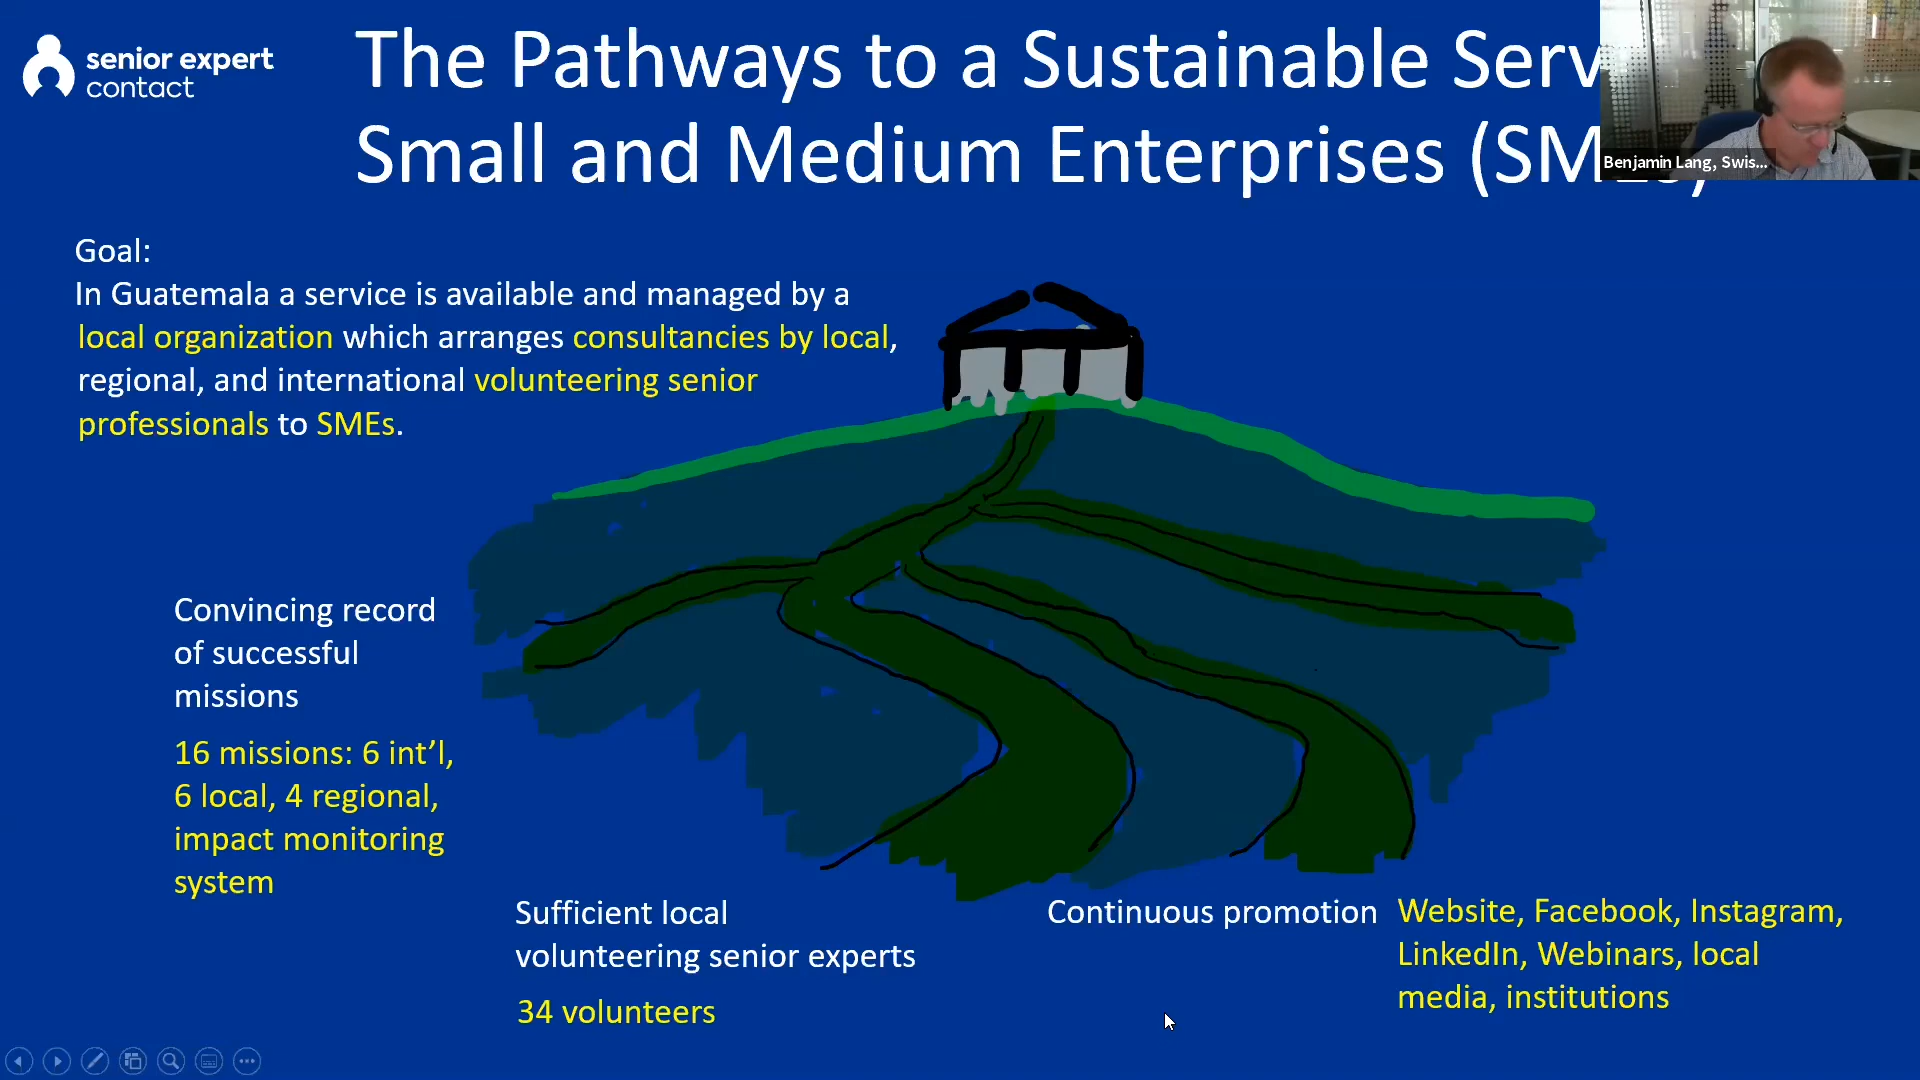 senior expert
contact
The Pathways to a Sustainable Serv
Small and Medium Enterprises (SM
Benjamin Lang, Swis...
Goal:
In Guatemala a service is available and managed by a
local organization which arranges consultancies by local,
regional, and international volunteering senior
professionals to SMEs.
Convincing record
of successful
missions
16 missions: 6 int’l,
6 local, 4 regional,
impact monitoring
system
Sufficient local
volunteering senior experts
34 volunteers
Continuous promotion
Website, Facebook, Instagram,
LinkedIn, Webinars, local
media, institutions